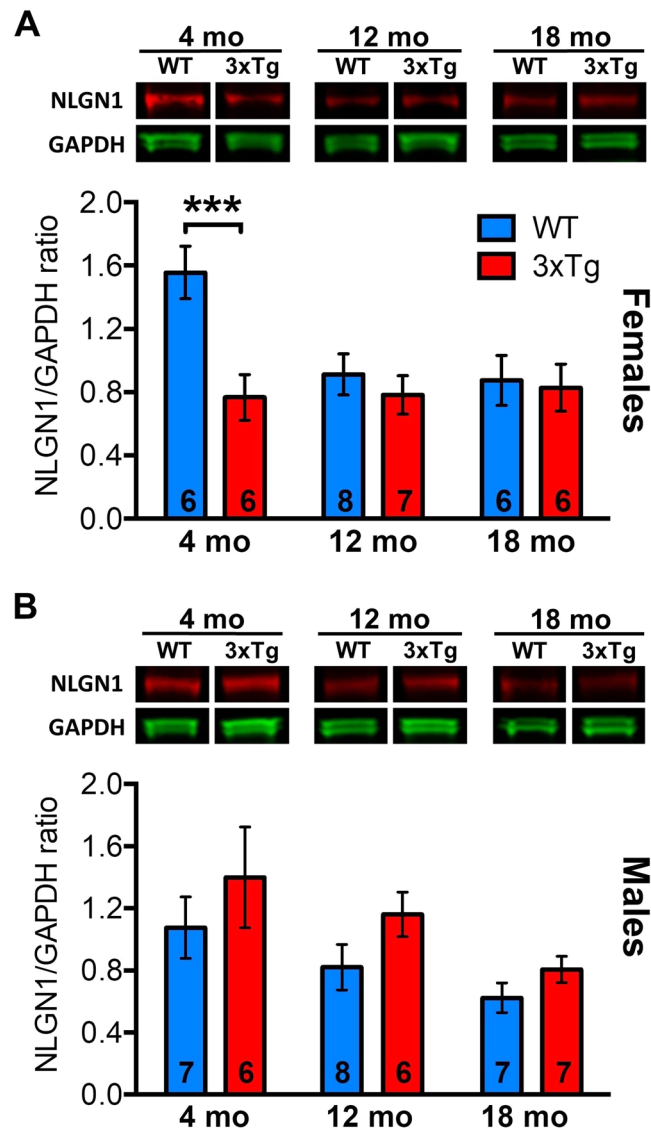 A
4 mo 12 mo 18 mo
WT 3xTg WT 3xTg WT 3xTg
NLGN1
GAPDH
2.0
***
WT
1.6
3xTg
1.2
0.8
0.4
0.0
NLGN1/GAPDH ratio
Females
6 6 8 7 6 6
4 mo 12 mo 18 mo
B
4 mo 12 mo 18 mo
WT 3xTg WT 3xTg WT 3xTg
NLGN1
GAPDH
2.0
1.6
1.2
0.8
0.4
0.0
NLGN1/GAPDH ratio
Males
7 6 8 6 7 7
4 mo 12 mo 18 mo